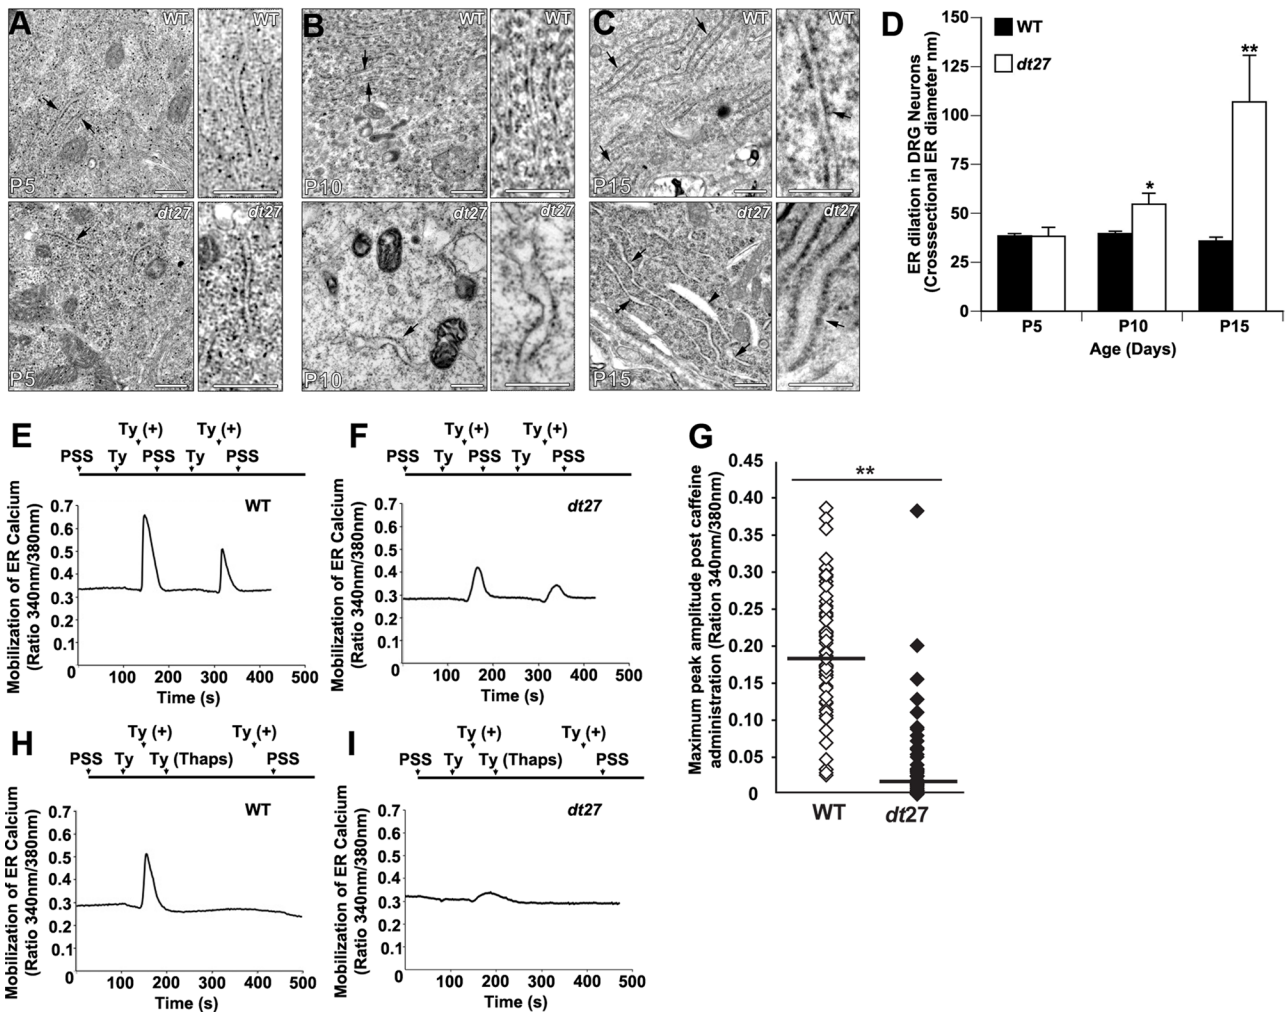 A
WT
WT
P5
dt27
dt27
P5
B
WT
WT
P10
dt27
dt27
P10
C
WT
WT
P15
dt27
dt27
P15
D
ER dilation in DRG Neurons
(Crosssectional ER diameter nm)
150
125
100
75
50
25
0
WT
dt27
*
**
P5
P10
P15
Age (Days)
E
Ty (+)
Ty (+)
PSS
Ty
PSS
Ty
PSS
WT
Mobilization of ER Calcium
(Ratio 340nm/380nm)
0.7
0.6
0.5
0.4
0.3
0.2
0.1
0
100
200
300
400
500
Time (s)
F
Ty (+)
Ty (+)
PSS
Ty
PSS
Ty
PSS
dt27
Mobilization of ER Calcium
(Ratio 340nm/380nm)
0.7
0.6
0.5
0.4
0.3
0.2
0.1
0
100
200
300
400
500
Time (s)
G
Maximum peak amplitude post caffeine
administration (Ration 340nm/380nm)
0.45
0.40
0.35
0.30
0.25
0.20
0.15
0.10
0.05
0
**
WT
dt27
H
Ty (+)
Ty (+)
PSS
Ty
Ty (Thaps)
PSS
WT
Mobilization of ER Calcium
(Ratio 340nm/380nm)
0.7
0.6
0.5
0.4
0.3
0.2
0.1
0
100
200
300
400
500
Time (s)
I
Ty (+)
Ty (+)
PSS
Ty
Ty (Thaps)
PSS
dt27
Mobilization of ER Calcium
(Ratio 340nm/380nm)
0.7
0.6
0.5
0.4
0.3
0.2
0.1
0
100
200
300
400
500
Time (s)